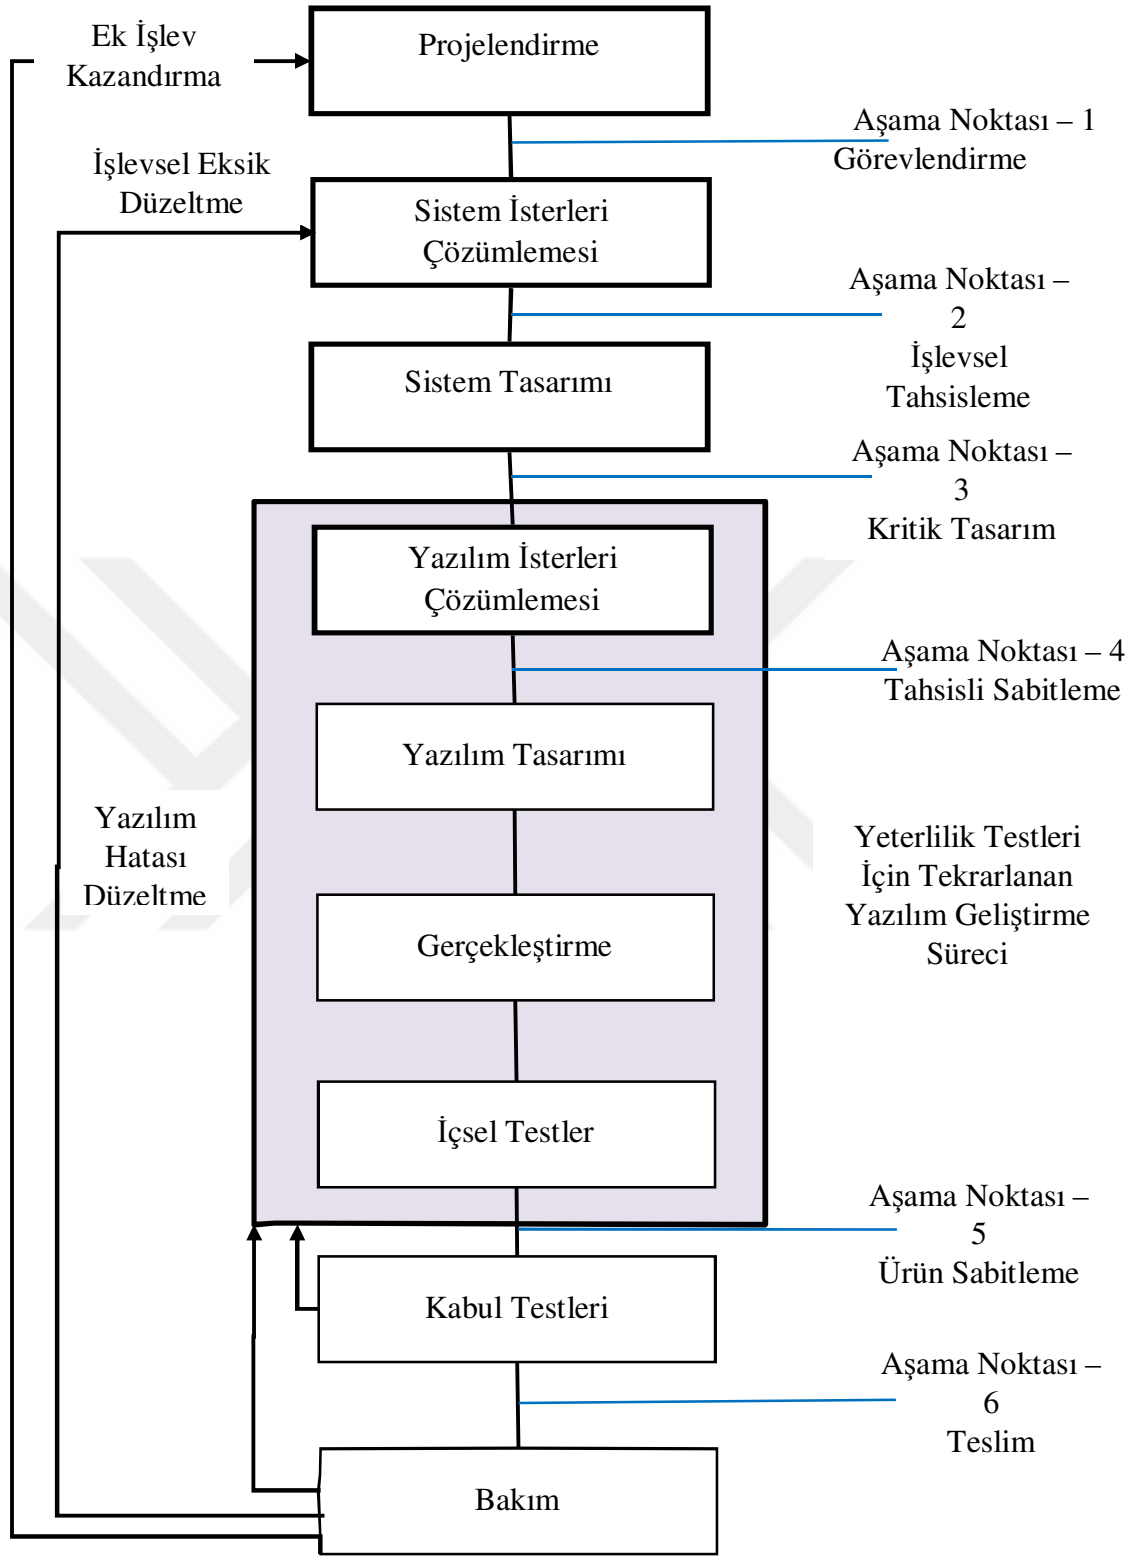 Ek İşlev
Kazandırma
Projelendirme
Aşama Noktası – 1
Görevlendirme
İşlevsel Eksik
Düzeltme
Sistem İsterleri
Çözümlemesi
Aşama Noktası –
2
İşlevsel
Tahsisleme
Sistem Tasarımı
Aşama Noktası –
3
Kritik Tasarım
Yazılım İsterleri
Çözümlemesi
Aşama Noktası – 4
Tahsisli Sabitleme
Yazılım Tasarımı
Yazılım
Hatası
Düzeltme
Yeterlilik Testleri
İçin Tekrarlanan
Yazılım Geliştirme
Süreci
Gerçekleştirme
İçsel Testler
Aşama Noktası –
5
Ürün Sabitleme
Kabul Testleri
Aşama Noktası –
6
Teslim
Bakım